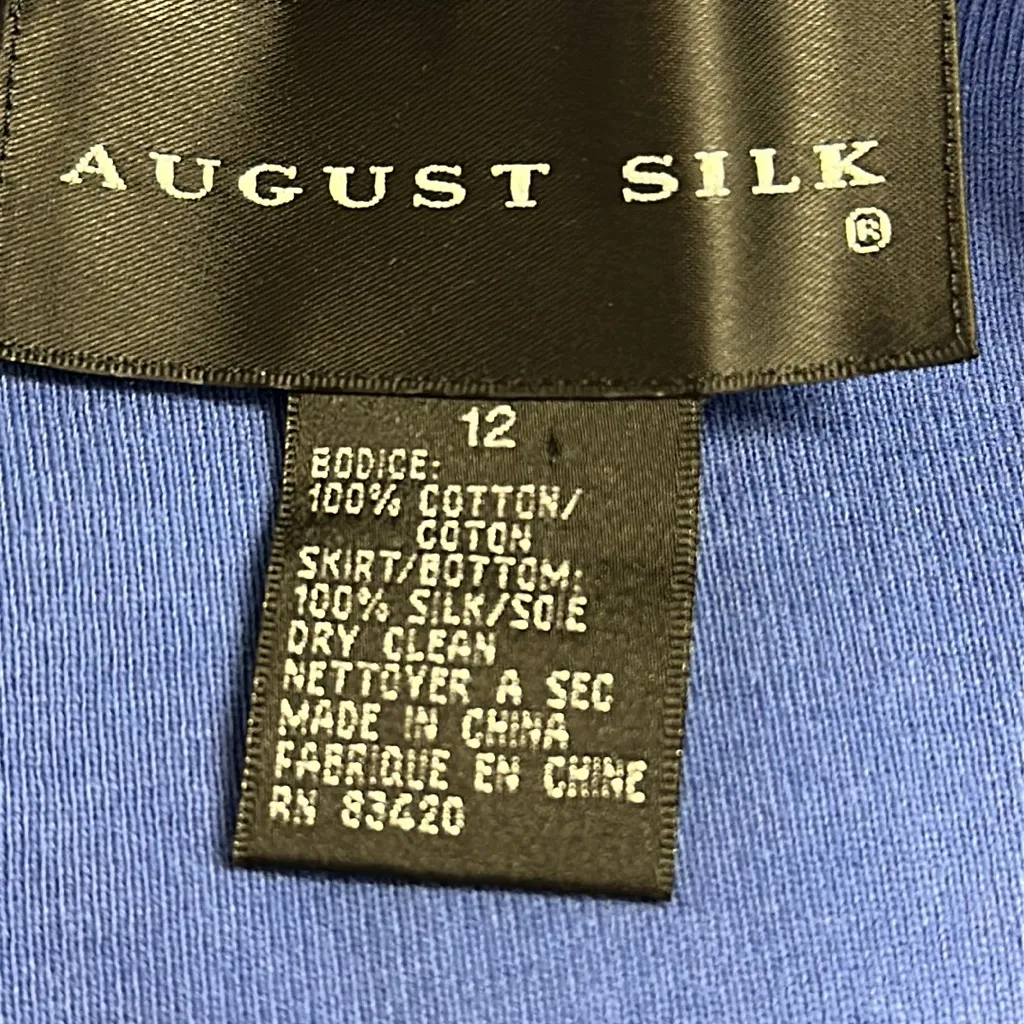 AUGUST SILK
®
12
BODICE:
100% COTTON/
COTON
SKIRT/BOTTOM:
100% SILK/SOIE
DRY CLEAN
NETTOYER A SEC
MADE IN CHINA
FABRIQUE EN CHINE
RN 83420